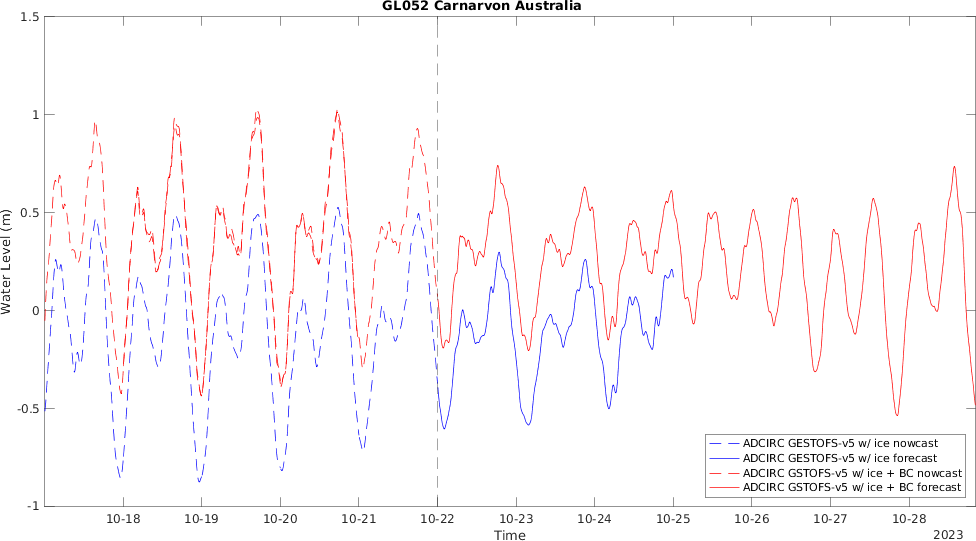 GL052 Carnarvon Australia
1.5
1
0.5
0
-0.5
-1
Water Level (m)
ADCIRC GESTOFS-v5 w/ ice nowcast
ADCIRC GESTOFS-v5 w/ ice forecast
ADCIRC GSTOFS-v5 w/ ice + BC nowcast
ADCIRC GSTOFS-v5 w/ ice + BC forecast
10-18 10-19 10-20 10-21 10-22 10-23 10-24 10-25 10-26 10-27 10-28
Time
2023